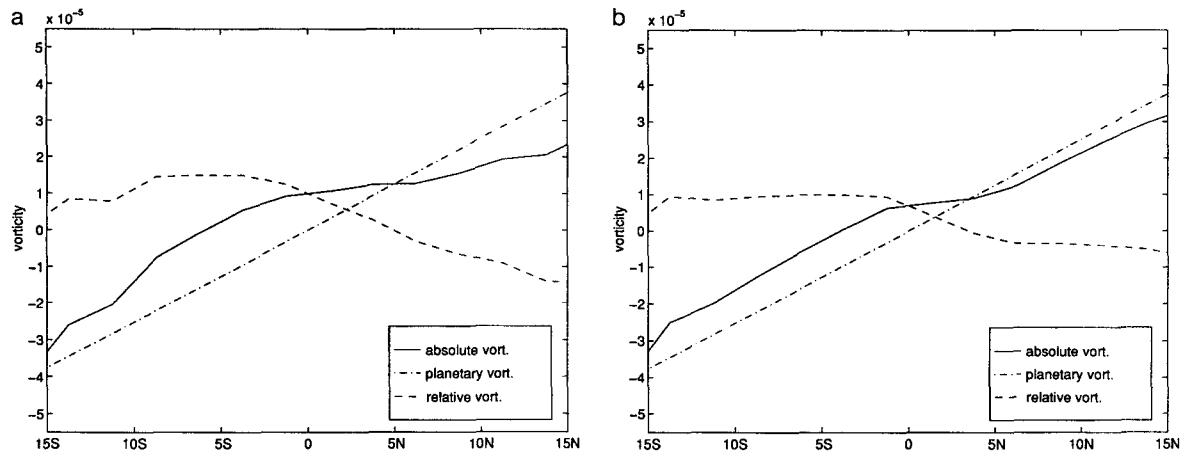 a
x 10⁻⁵
5
4
3
2
1
0
−1
−2
−3
−4
−5
vorticity
15S 10S 5S 0 5N 10N 15N
absolute vort.
planetary vort.
relative vort.
b
x 10⁻⁵
5
4
3
2
1
0
−1
−2
−3
−4
−5
vorticity
15S 10S 5S 0 5N 10N 15N
absolute vort.
planetary vort.
relative vort.